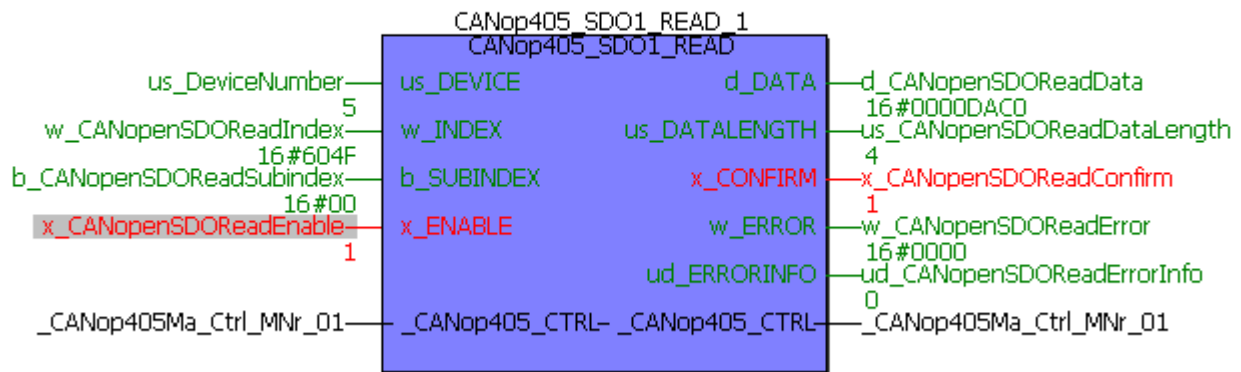 CANop405_SDO1_READ_1
CANop405_SDO1_READ
us_DeviceNumber us_DEVICE d_DATA d_CANopenSDOReadData
5 16#0000DAC0
w_CANopenSDOReadIndex w_INDEX us_DATALENGTH us_CANopenSDOReadDataLength
16#604F 4
b_CANopenSDOReadSubindex b_SUBINDEX x_CONFIRM x_CANopenSDOReadConfirm
16#00 1
x_CANopenSDOReadEnable x_ENABLE w_ERROR w_CANopenSDOReadError
1 16#0000
ud_ERRORINFO ud_CANopenSDOReadErrorInfo
0
_CANop405Ma_Ctrl_MNr_01 _CANop405_CTRL _CANop405_CTRL _CANop405Ma_Ctrl_MNr_01